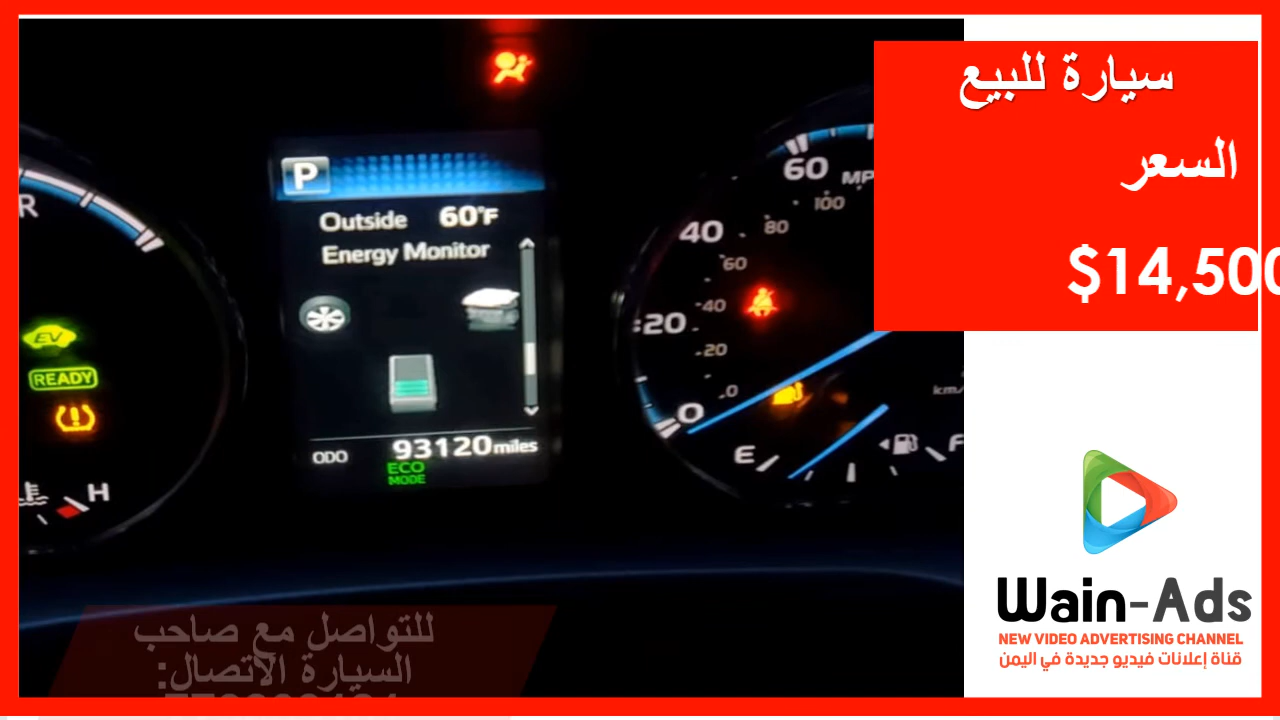 سيارة للبيع
السعر
$14,500
P
Outside 60°F
Energy Monitor
ODO 93120 miles
ECO
MODE
EV
READY
H
60
40
20
0
100
80
60
40
20
0
E
Wain-Ads
NEW VIDEO ADVERTISING CHANNEL
قناة إعلانات فيديو جديدة في اليمن
للتواصل مع صاحب
السيارة الاتصال: